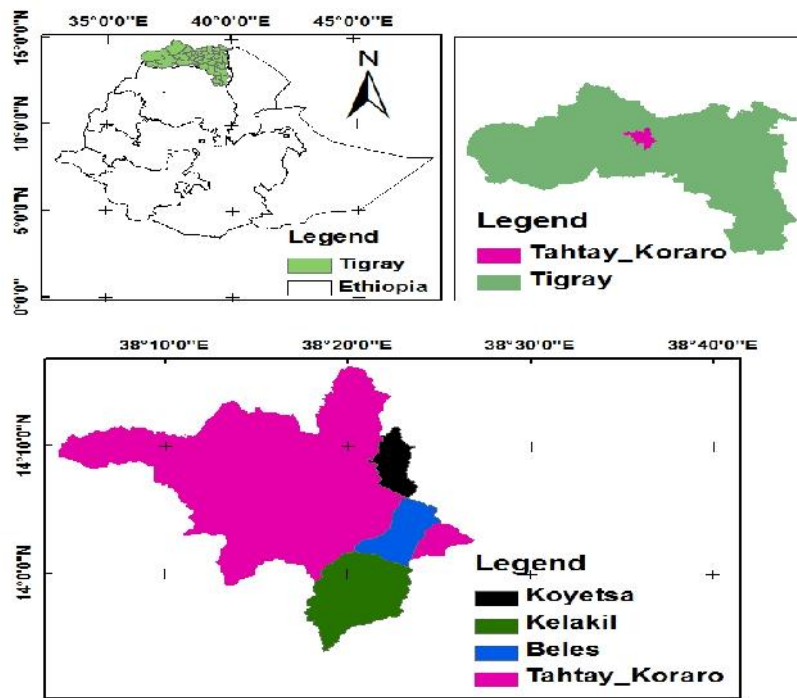 35°0'0"E 40°0'0"E 45°0'0"E
15°0'0"N
10°0'0"N
5°0'0"N
0°0'0"
N
Legend
Tigray
Ethiopia
Legend
Tahtay_Koraro
Tigray
38°10'0"E 38°20'0"E 38°30'0"E 38°40'0"E
14°10'0"N
14°0'0"N
Legend
Koyetsa
Kelakil
Beles
Tahtay_Koraro